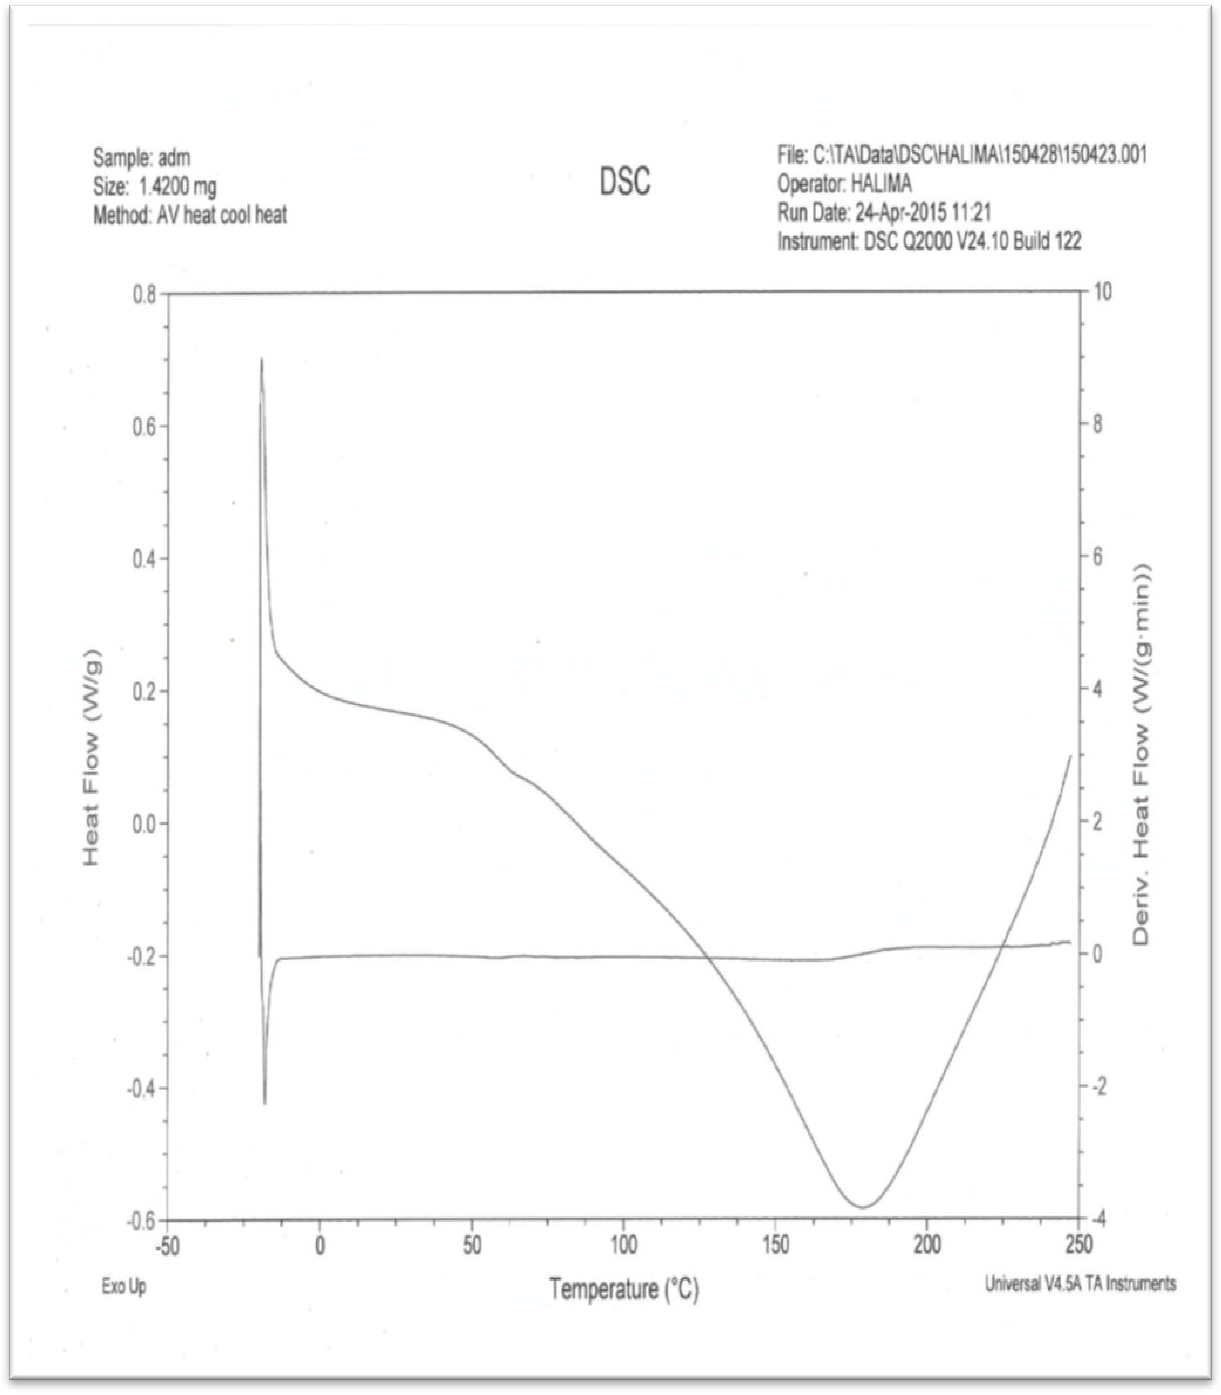 Sample: adm
Size: 1.4200 mg
Method: AV heat cool heat
DSC
File: C:\TA\Data\DSC\HALIMA\150428\150423.001
Operator: HALIMA
Run Date: 24-Apr-2015 11:21
Instrument: DSC Q2000 V24.10 Build 122
0.8
0.6
0.4
0.2
0.0
-0.2
-0.4
-0.6
Heat Flow (W/g)
10
8
6
4
2
0
-2
-4
Deriv. Heat Flow (W/(g·min))
-50
0
50
100
150
200
250
Exo Up
Temperature (°C)
Universal V4.5A TA Instruments